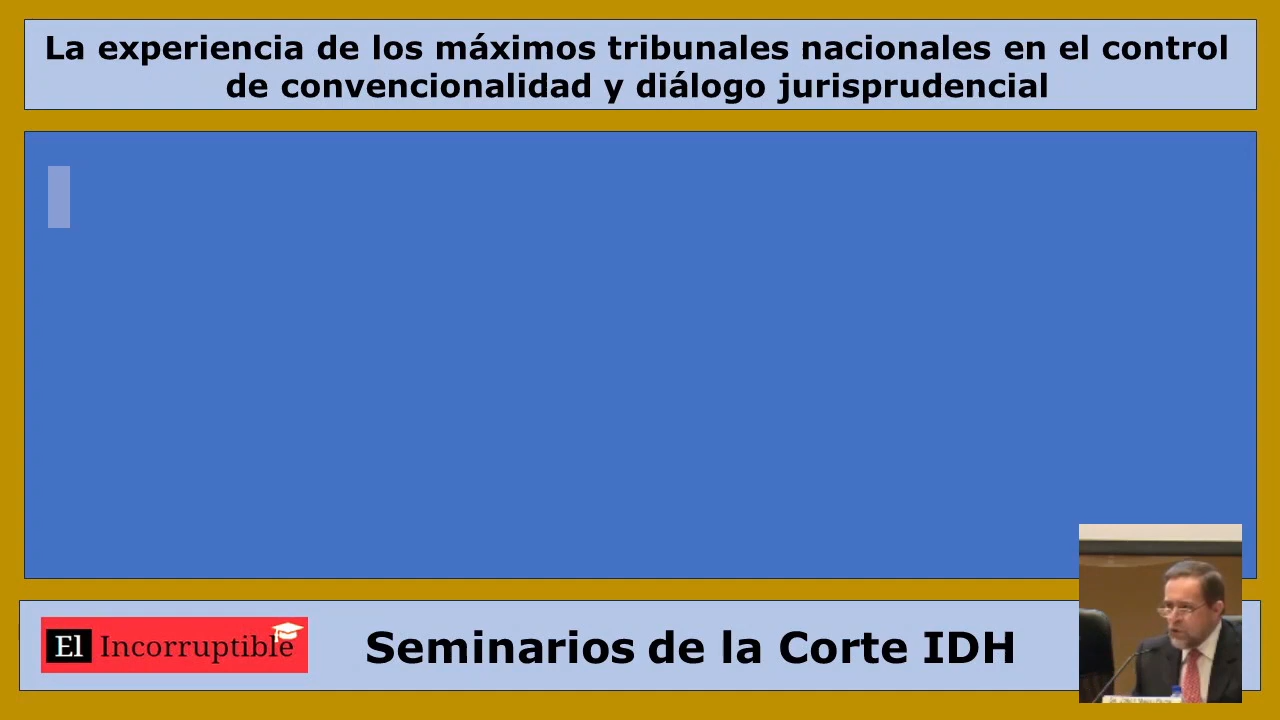 La experiencia de los máximos tribunales nacionales en el control
de convencionalidad y diálogo jurisprudencial
El Incorruptible
Seminarios de la Corte IDH